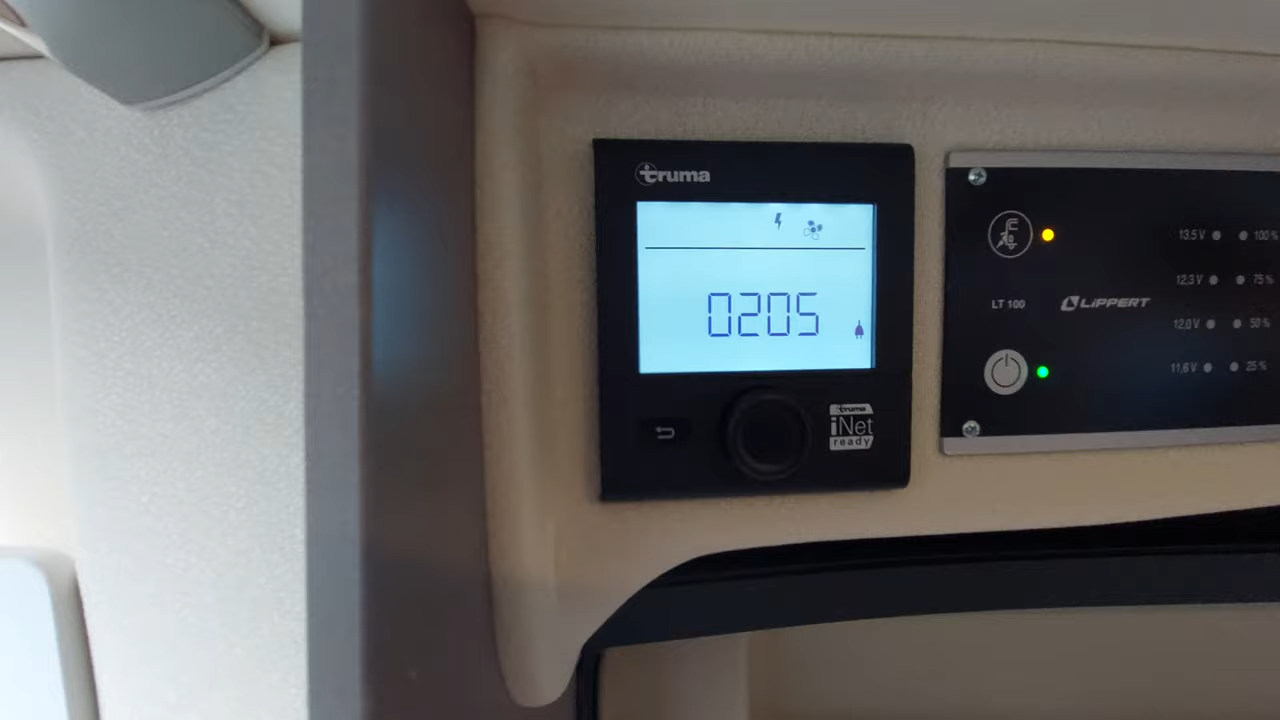 truma
0205
truma
iNet
ready
LT 100
LiPPERT
13.5 V 100 %
12,3 V 75 %
12,0 V 50 %
11,6 V 25 %